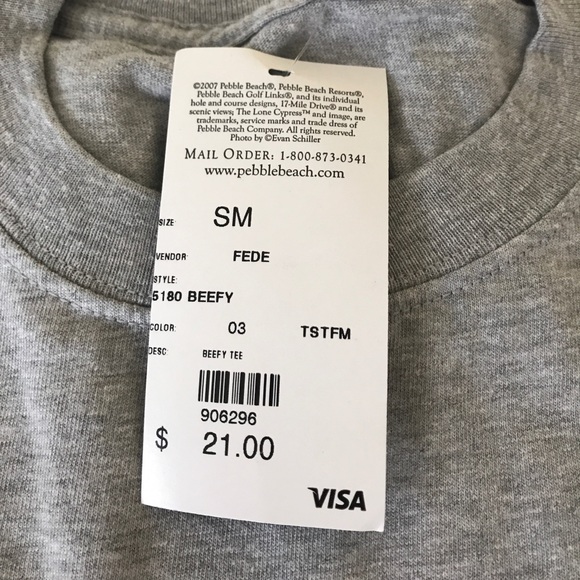 ©2007 Pebble Beach®, Pebble Beach Resorts®,
Pebble Beach Golf Links®, and its individual
hole and course designs, 17-Mile Drive® and its
scenic views; The Lone Cypress™ and image, are
trademarks, service marks and trade dress of
Pebble Beach Company. All rights reserved.
Photo by ©Evan Schiller
MAIL ORDER: 1-800-873-0341
www.pebblebeach.com
SIZE: SM
VENDOR: FEDE
STYLE:
5180 BEEFY
COLOR: 03 TSTFM
DESC: BEEFY TEE
906296
$ 21.00
VISA